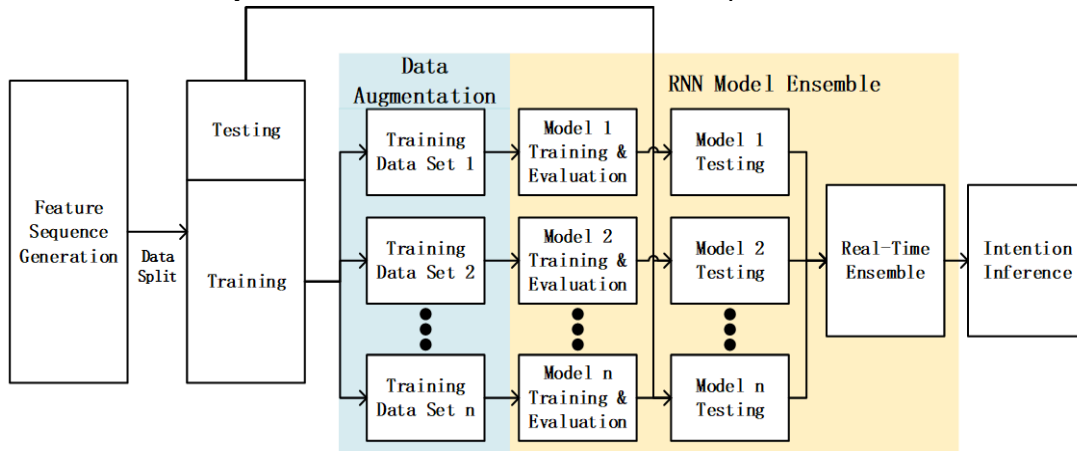 Feature
Sequence
Generation
Data
Split
Testing
Training
Data
Augmentation
Training
Data Set 1
Training
Data Set 2
Training
Data Set n
RNN Model Ensemble
Model 1
Training &
Evaluation
Model 2
Training &
Evaluation
Model n
Training &
Evaluation
Model 1
Testing
Model 2
Testing
Model n
Testing
Real-Time
Ensemble
Intention
Inference